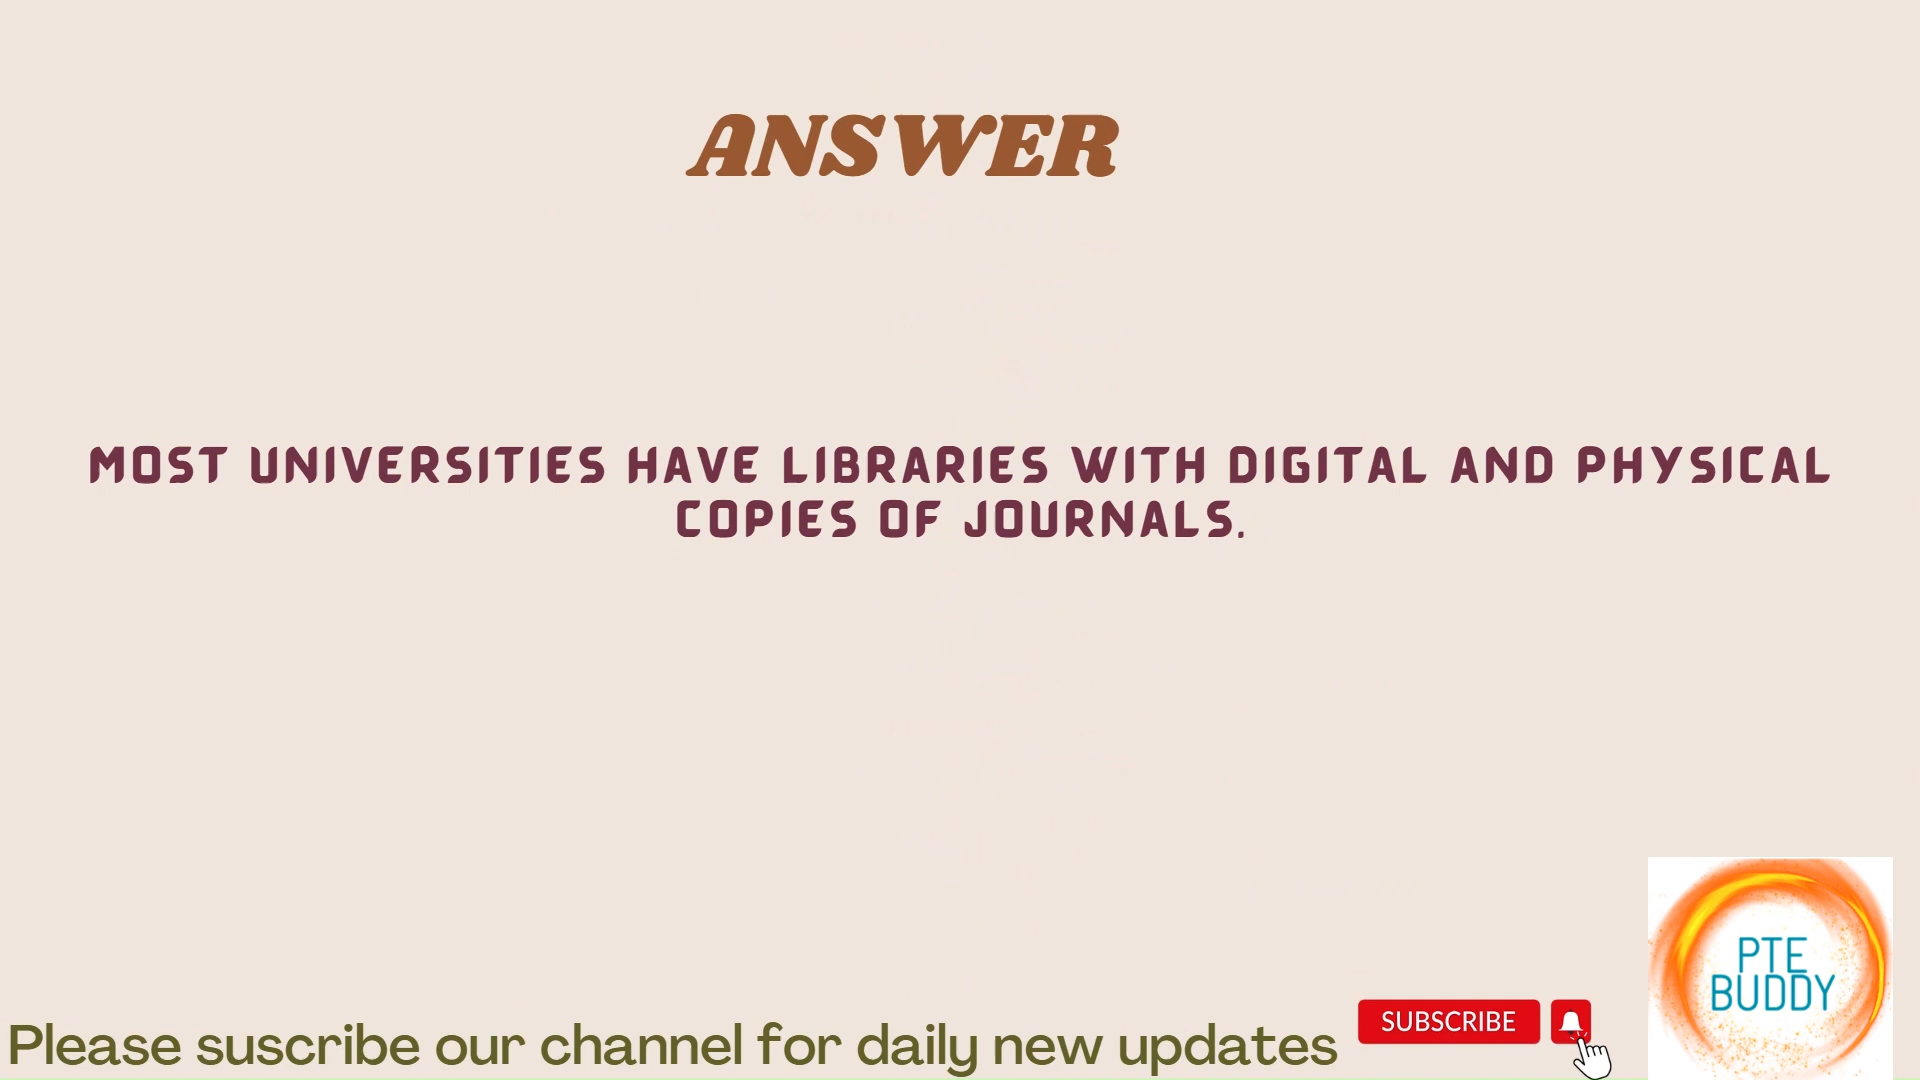 ANSWER
MOST UNIVERSITIES HAVE LIBRARIES WITH DIGITAL AND PHYSICAL
COPIES OF JOURNALS.
Please suscribe our channel for daily new updates
SUBSCRIBE
PTE
BUDDY